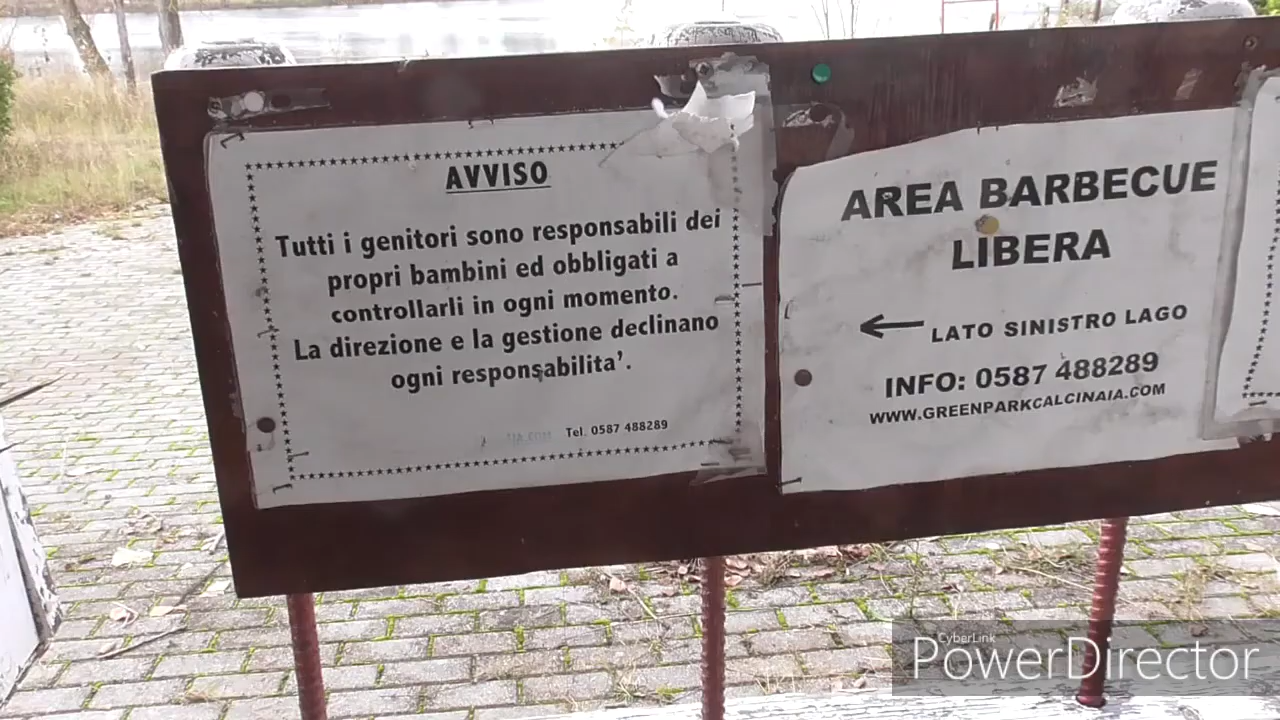 AVVISO
Tutti i genitori sono responsabili dei
propri bambini ed obbligati a
controllarli in ogni momento.
La direzione e la gestione declinano
ogni responsabilita'.
Tel. 0587 488289
AREA BARBECUE
LIBERA
LATO SINISTRO LAGO
INFO: 0587 488289
WWW.GREENPARKCALCINAIA.COM
CyberLink
PowerDirector